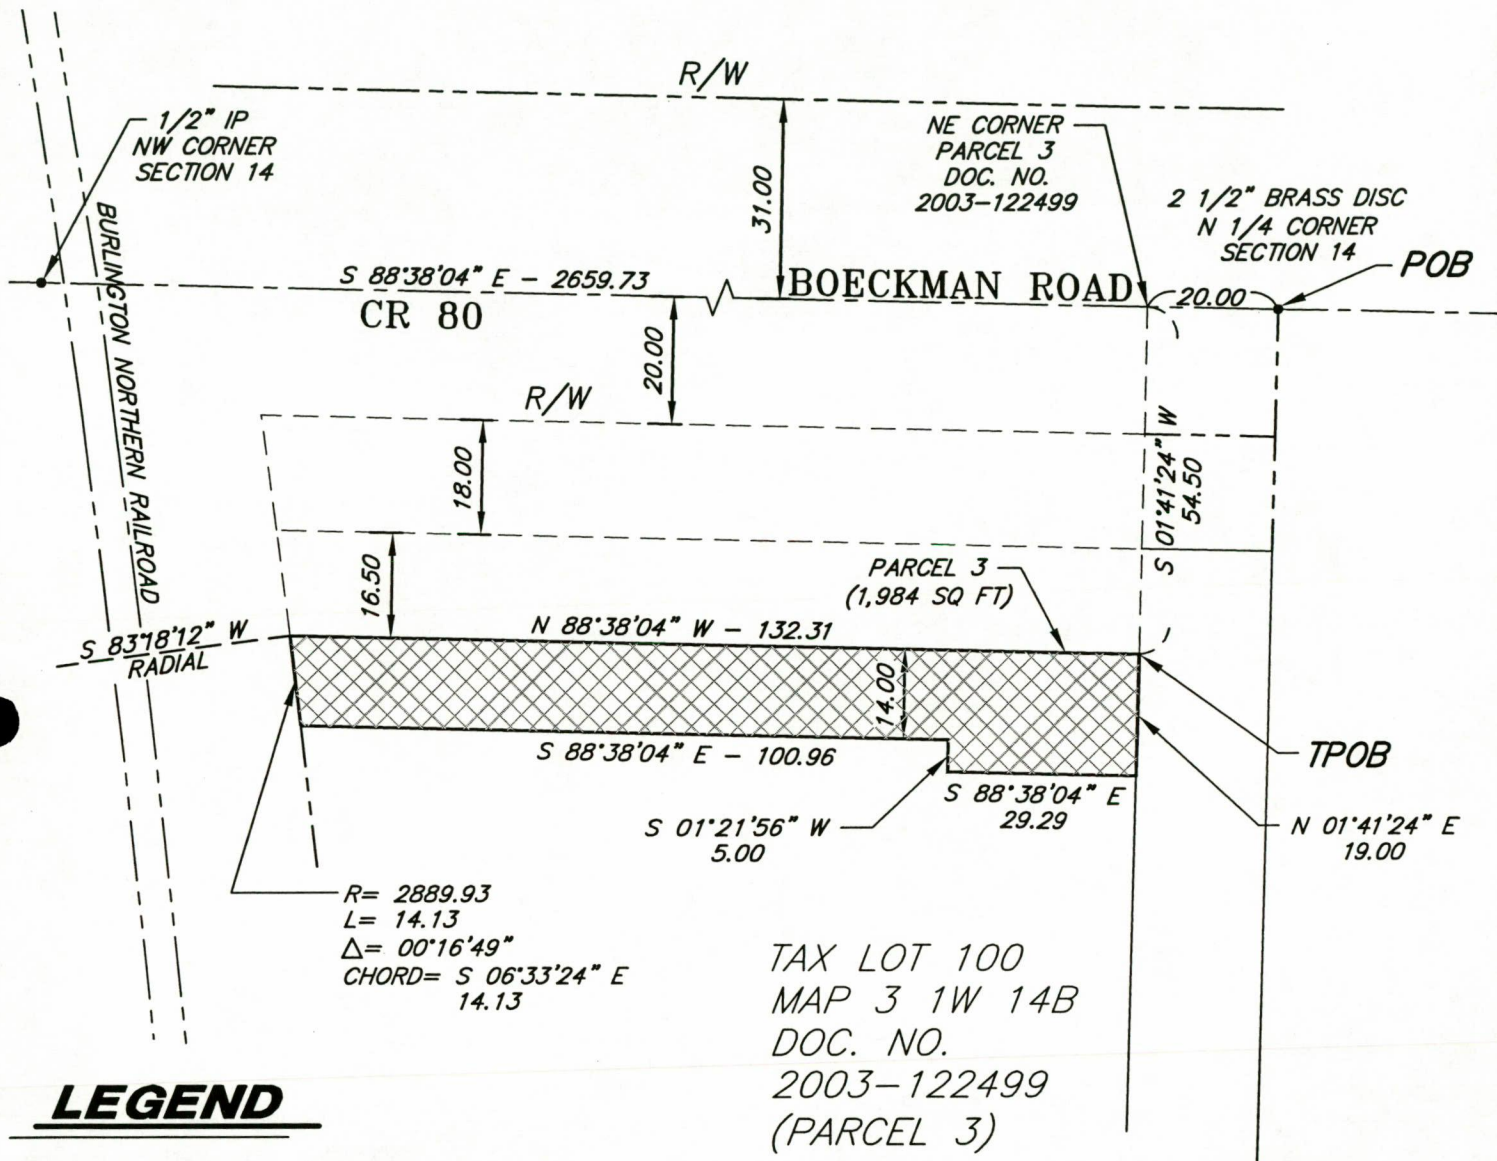 R/W
1/2" IP
NW CORNER
SECTION 14
NE CORNER
PARCEL 3
DOC. NO.
2003-122499
2 1/2" BRASS DISC
N 1/4 CORNER
SECTION 14
POB
31.00
BURLINGTON NORTHERN RAILROAD
S 88°38'04" E - 2659.73
BOECKMAN ROAD
20.00
CR 80
20.00
R/W
18.00
S 01°41'24" W
54.50
16.50
PARCEL 3
(1,984 SQ FT)
S 83°18'12" W
RADIAL
N 88°38'04" W - 132.31
14.00
S 88°38'04" E - 100.96
TPOB
S 88°38'04" E
29.29
S 01°21'56" W
5.00
N 01°41'24" E
19.00
R= 2889.93
L= 14.13
Δ= 00°16'49"
CHORD= S 06°33'24" E
14.13
TAX LOT 100
MAP 3 1W 14B
DOC. NO.
2003-122499
(PARCEL 3)
LEGEND